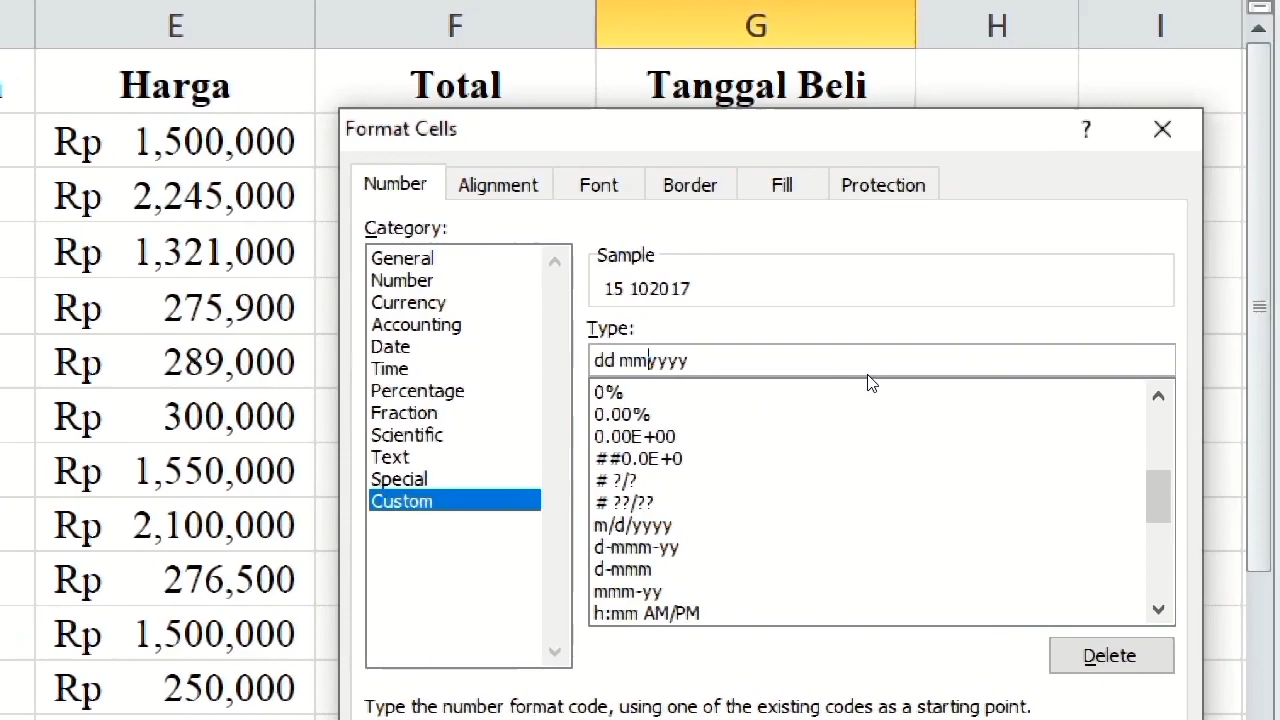 E F G H I
Harga Total Tanggal Beli
Rp 1,500,000
Rp 2,245,000
Rp 1,321,000
Rp 275,900
Rp 289,000
Rp 300,000
Rp 1,550,000
Rp 2,100,000
Rp 276,500
Rp 1,500,000
Rp 250,000
Format Cells ?
Number Alignment Font Border Fill Protection
Category:
General
Number
Currency
Accounting
Date
Time
Percentage
Fraction
Scientific
Text
Special
Custom
Sample
15 102017
Type:
dd mmyyyy
0%
0.00%
0.00E+00
##0.0E+0
# ?/?
# ??/??
m/d/yyyy
d-mmm-yy
d-mmm
mmm-yy
h:mm AM/PM
Delete
Type the number format code, using one of the existing codes as a starting point.